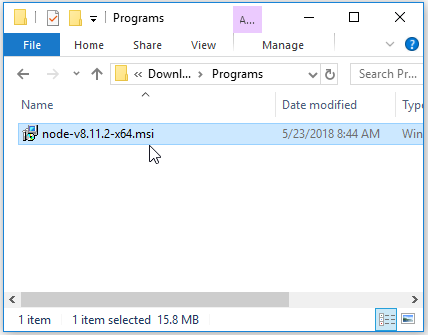 Programs
A...
File Home Share View Manage
« Downl... › Programs
Search Pr...
Name Date modified Type
node-v8.11.2-x64.msi 5/23/2018 8:44 AM Win
1 item 1 item selected 15.8 MB